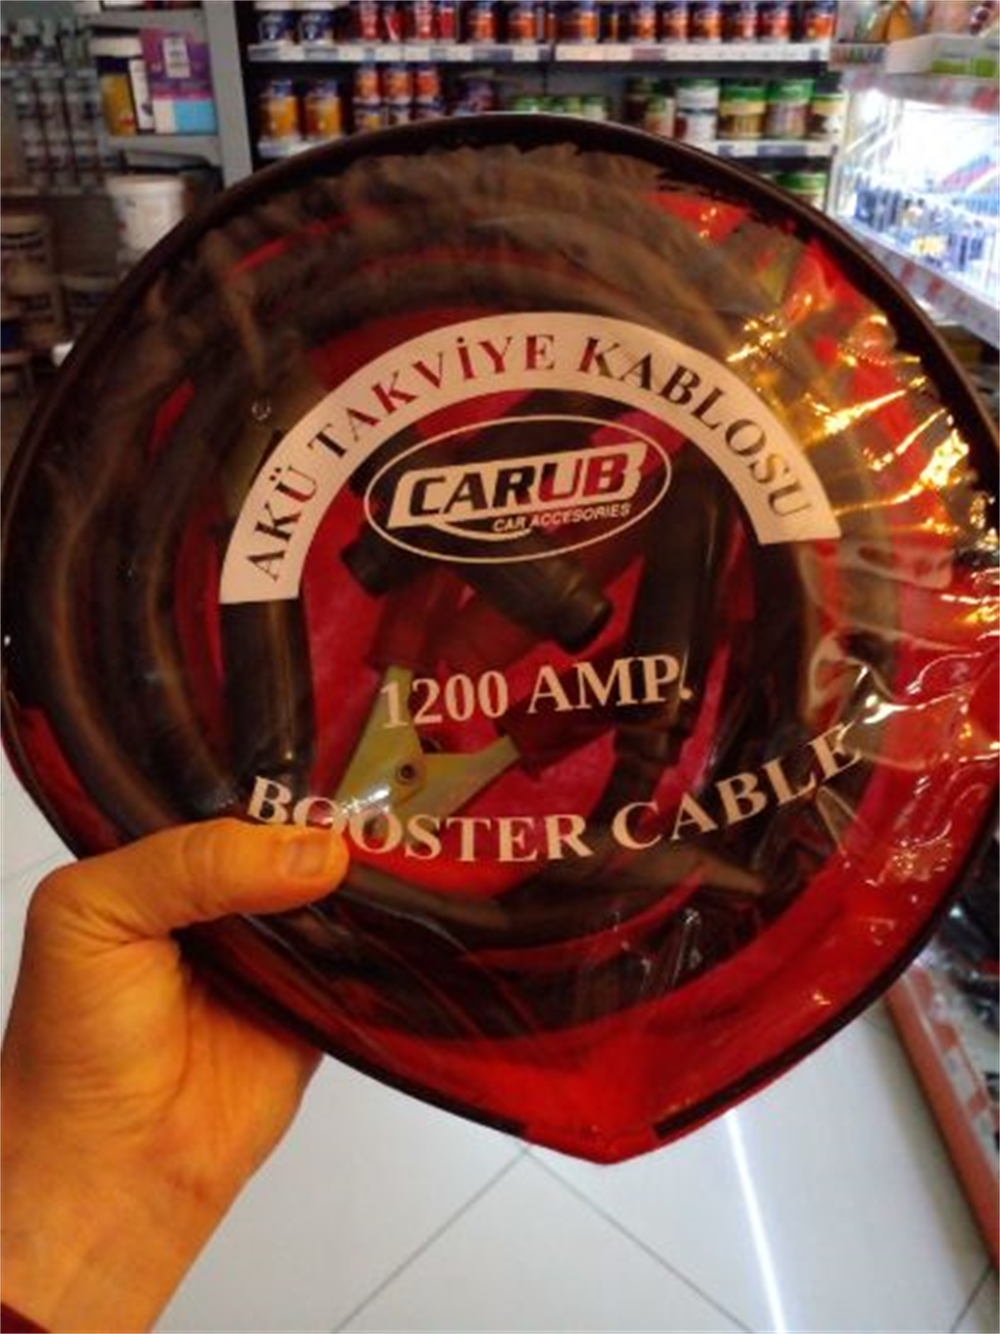 AKÜ TAKVİYE KABLOSU
CARUB
CAR ACCESORIES
1200 AMP.
BOOSTER CABLE